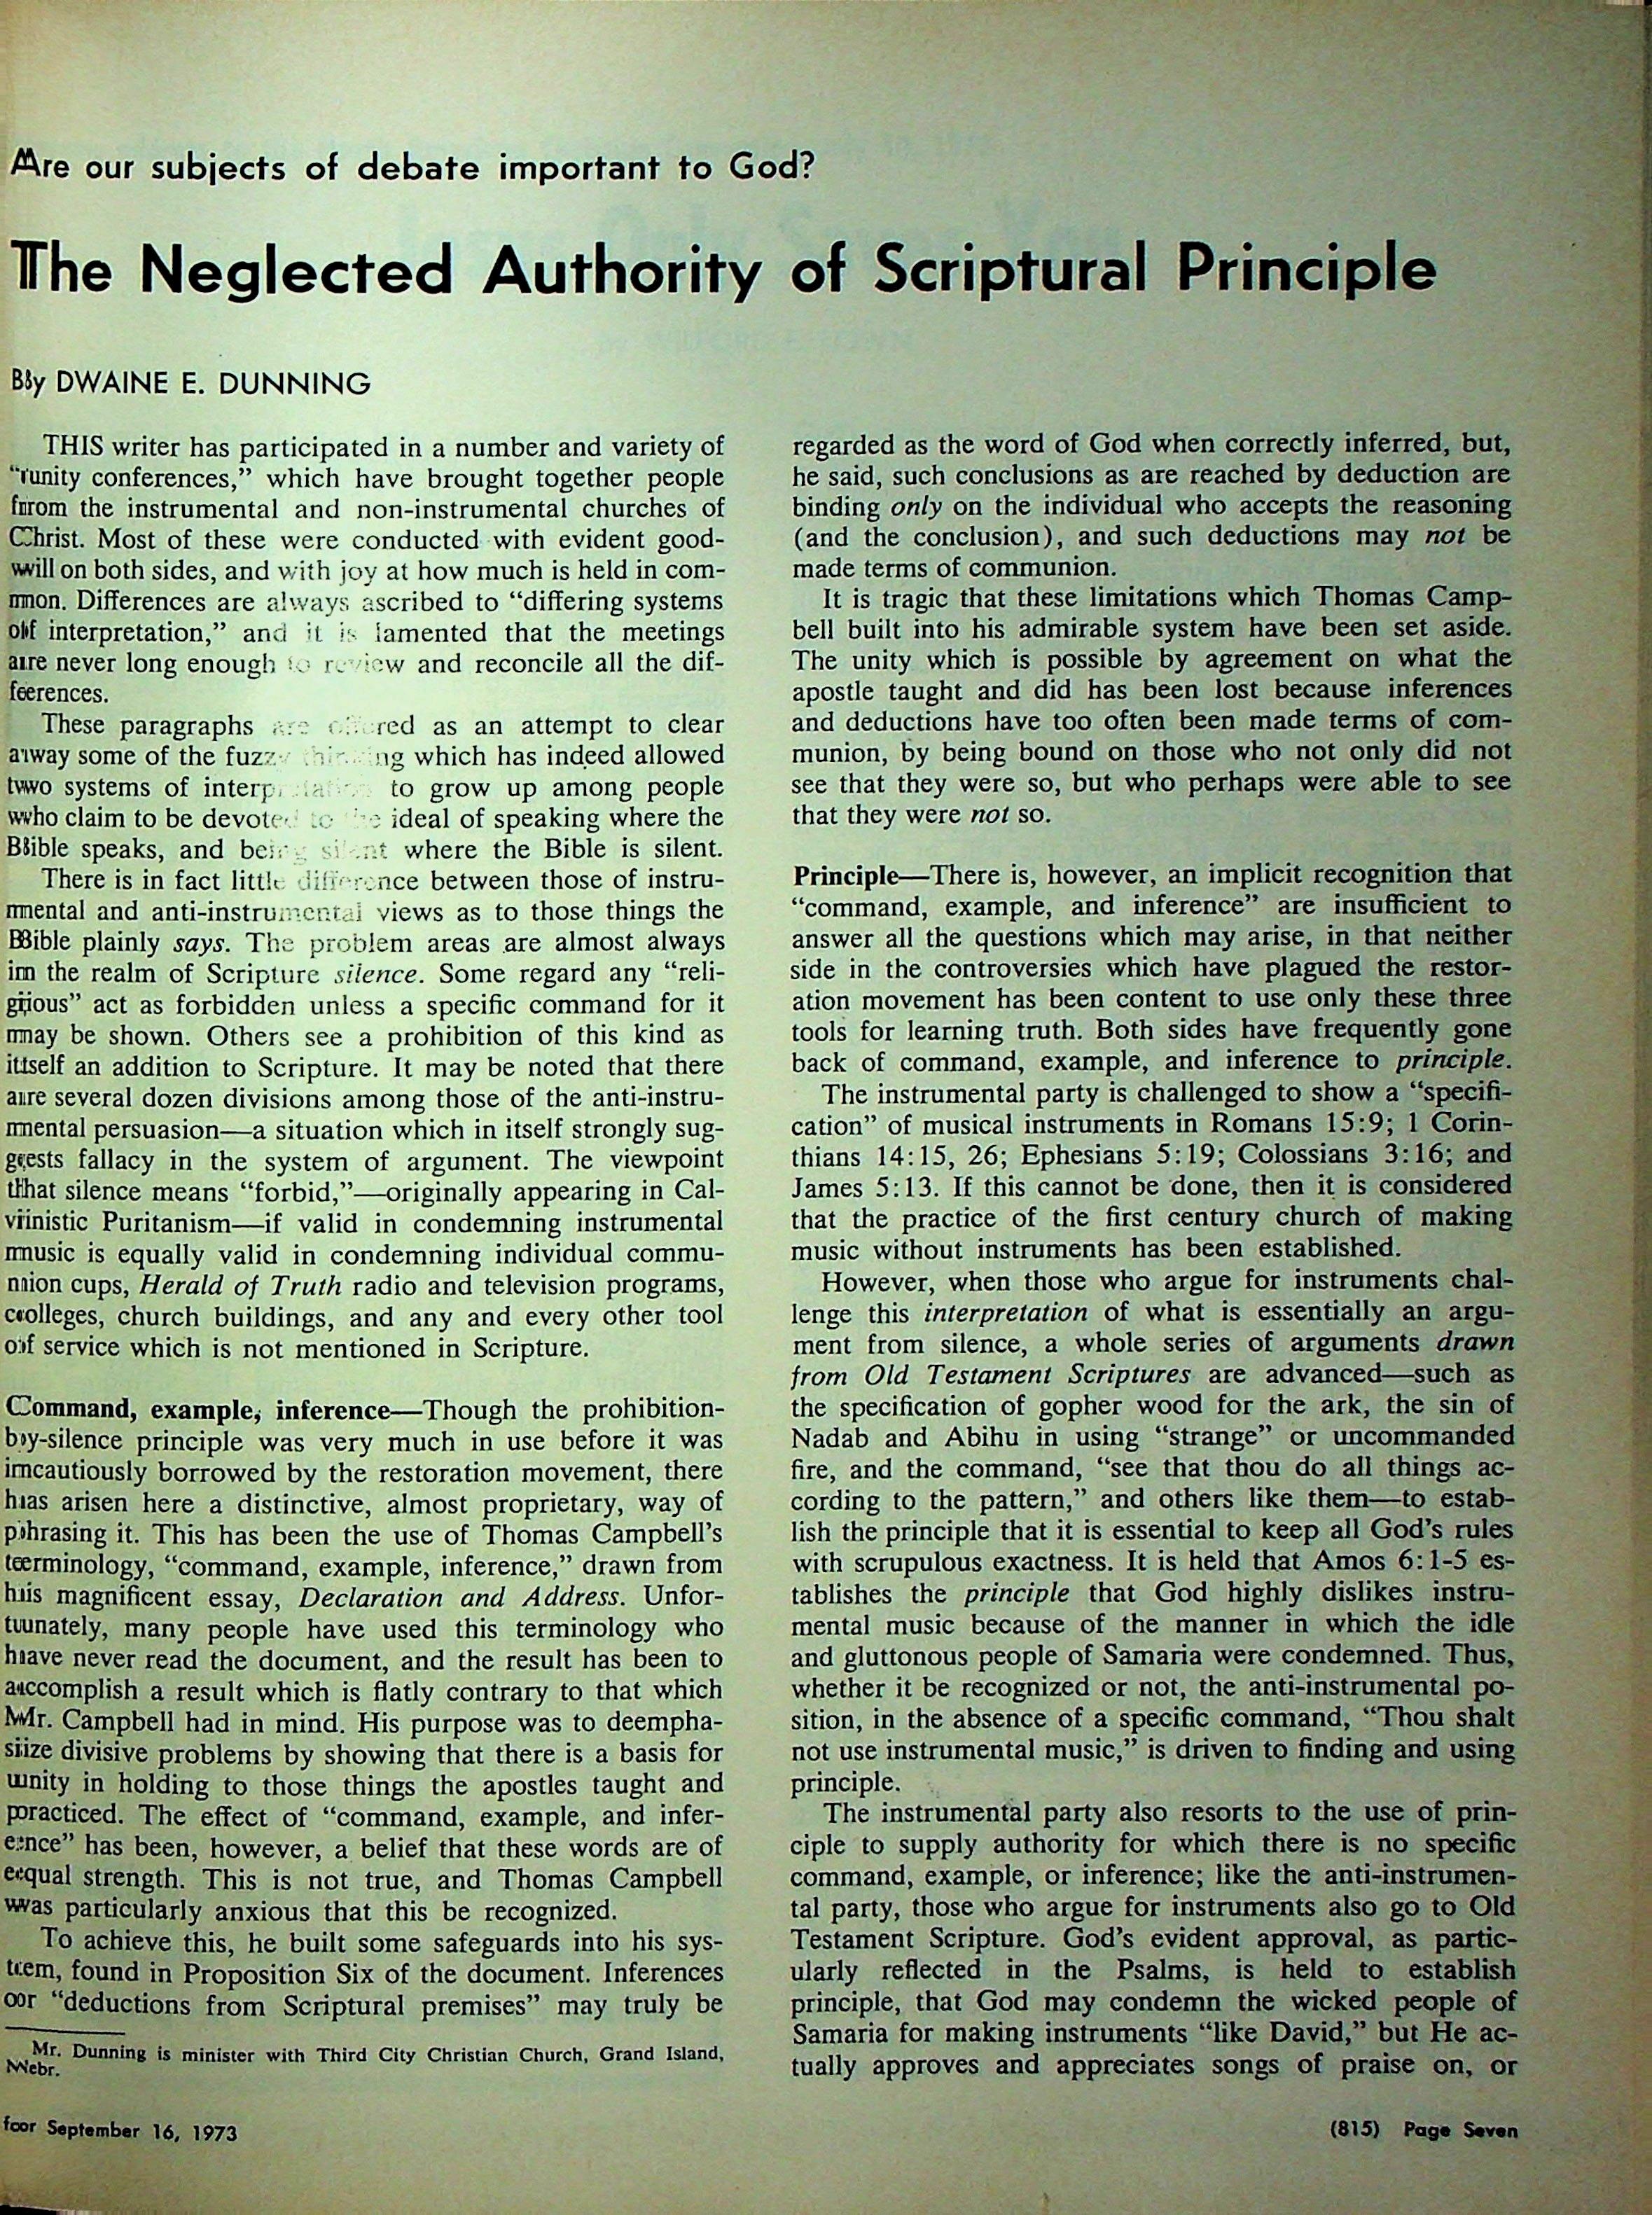 Are our subjects of debate important to God?
The Neglected Authority of Scriptural Principle
By DWAINE E. DUNNING
THIS writer has participated in a number and variety of
“unity conferences,” which have brought together people
from the instrumental and non-instrumental churches of
Christ. Most of these were conducted with evident good-
will on both sides, and with joy at how much is held in com-
mon. Differences are always ascribed to “differing systems
of interpretation,” and it is lamented that the meetings
are never long enough to review and reconcile all the dif-
ferences.
These paragraphs are offered as an attempt to clear
away some of the fuzzy thinking which has indeed allowed
two systems of interpretation to grow up among people
who claim to be devoted to the ideal of speaking where the
Bible speaks, and being silent where the Bible is silent.
There is in fact little difference between those of instru-
mental and anti-instrumental views as to those things the
Bible plainly says. The problem areas are almost always
in the realm of Scripture silence. Some regard any “reli-
gious” act as forbidden unless a specific command for it
may be shown. Others see a prohibition of this kind as
itself an addition to Scripture. It may be noted that there
are several dozen divisions among those of the anti-instru-
mental persuasion—a situation which in itself strongly sug-
gests fallacy in the system of argument. The viewpoint
that silence means “forbid,”—originally appearing in Cal-
vinistic Puritanism—if valid in condemning instrumental
music is equally valid in condemning individual commu-
nion cups, Herald of Truth radio and television programs,
colleges, church buildings, and any and every other tool
of service which is not mentioned in Scripture.
Command, example, inference—Though the prohibition-
by-silence principle was very much in use before it was
incautiously borrowed by the restoration movement, there
has arisen here a distinctive, almost proprietary, way of
phrasing it. This has been the use of Thomas Campbell’s
terminology, “command, example, inference,” drawn from
his magnificent essay, Declaration and Address. Unfor-
tunately, many people have used this terminology who
have never read the document, and the result has been to
accomplish a result which is flatly contrary to that which
Mr. Campbell had in mind. His purpose was to deempha-
size divisive problems by showing that there is a basis for
unity in holding to those things the apostles taught and
practiced. The effect of “command, example, and infer-
ence” has been, however, a belief that these words are of
equal strength. This is not true, and Thomas Campbell
was particularly anxious that this be recognized.
To achieve this, he built some safeguards into his sys-
tem, found in Proposition Six of the document. Inferences
or “deductions from Scriptural premises” may truly be
Mr. Dunning is minister with Third City Christian Church, Grand Island,
Nebr.
regarded as the word of God when correctly inferred, but,
he said, such conclusions as are reached by deduction are
binding only on the individual who accepts the reasoning
(and the conclusion), and such deductions may not be
made terms of communion.
It is tragic that these limitations which Thomas Camp-
bell built into his admirable system have been set aside.
The unity which is possible by agreement on what the
apostle taught and did has been lost because inferences
and deductions have too often been made terms of com-
munion, by being bound on those who not only did not
see that they were so, but who perhaps were able to see
that they were not so.
Principle—There is, however, an implicit recognition that
“command, example, and inference” are insufficient to
answer all the questions which may arise, in that neither
side in the controversies which have plagued the restor-
ation movement has been content to use only these three
tools for learning truth. Both sides have frequently gone
back of command, example, and inference to principle.
The instrumental party is challenged to show a “specifi-
cation” of musical instruments in Romans 15:9; 1 Corin-
thians 14:15, 26; Ephesians 5:19; Colossians 3:16; and
James 5:13. If this cannot be done, then it is considered
that the practice of the first century church of making
music without instruments has been established.
However, when those who argue for instruments chal-
lenge this interpretation of what is essentially an argu-
ment from silence, a whole series of arguments drawn
from Old Testament Scriptures are advanced—such as
the specification of gopher wood for the ark, the sin of
Nadab and Abihu in using “strange” or uncommanded
fire, and the command, “see that thou do all things ac-
cording to the pattern,” and others like them—to estab-
lish the principle that it is essential to keep all God’s rules
with scrupulous exactness. It is held that Amos 6:1-5 es-
tablishes the principle that God highly dislikes instru-
mental music because of the manner in which the idle
and gluttonous people of Samaria were condemned. Thus,
whether it be recognized or not, the anti-instrumental po-
sition, in the absence of a specific command, “Thou shalt
not use instrumental music,” is driven to finding and using
principle.
The instrumental party also resorts to the use of prin-
ciple to supply authority for which there is no specific
command, example, or inference; like the anti-instrumen-
tal party, those who argue for instruments also go to Old
Testament Scripture. God’s evident approval, as partic-
ularly reflected in the Psalms, is held to establish
principle, that God may condemn the wicked people of
Samaria for making instruments “like David,” but He ac-
tually approves and appreciates songs of praise on, or
for September 16, 1973
(815) Page Seven